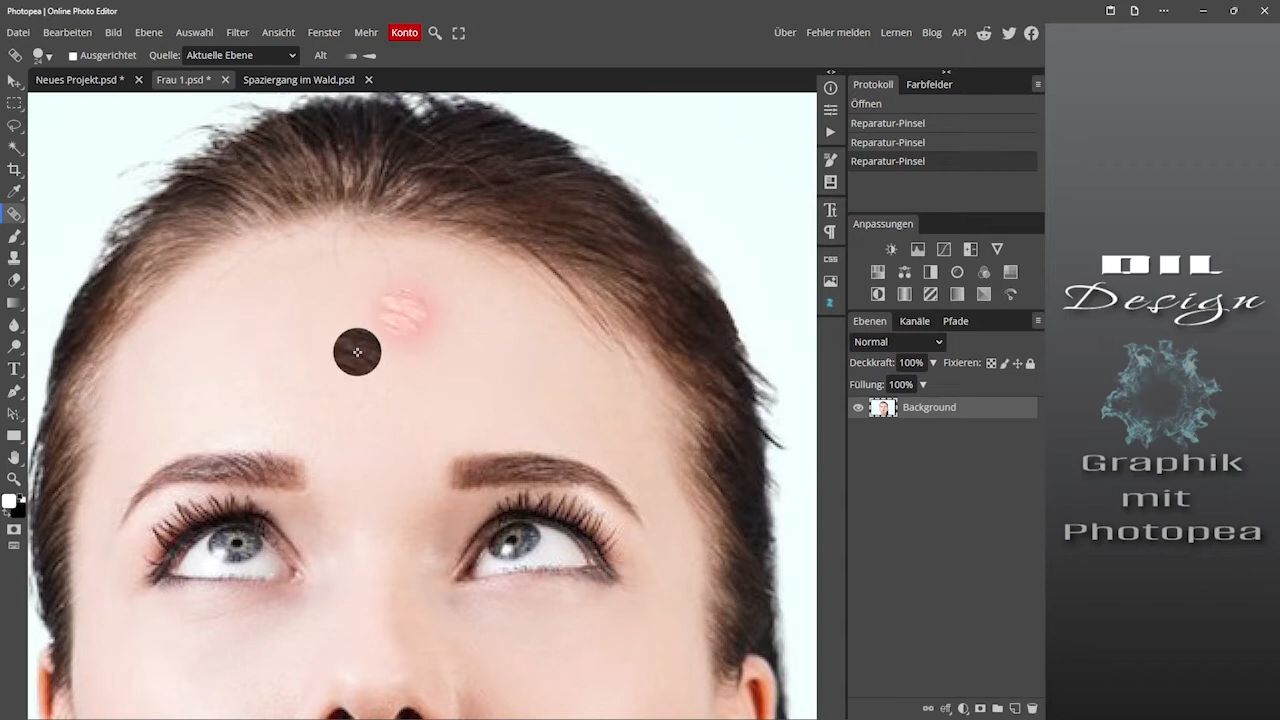 Photopea | Online Photo Editor
Datei Bearbeiten Bild Ebene Auswahl Filter Ansicht Fenster Mehr Konto Über Fehler melden Lernen Blog API
24 Ausgerichtet Quelle: Aktuelle Ebene Alt
Neues Projekt.psd * Frau 1.psd * Spaziergang im Wald.psd
Protokoll Farbfelder
Öffnen
Reparatur-Pinsel
Reparatur-Pinsel
Reparatur-Pinsel
Anpassungen
CSS
Ebenen Kanäle Pfade
Normal
Deckkraft: 100% Fixieren:
Füllung: 100%
Background
OIL
Design
Graphik
mit
Photopea